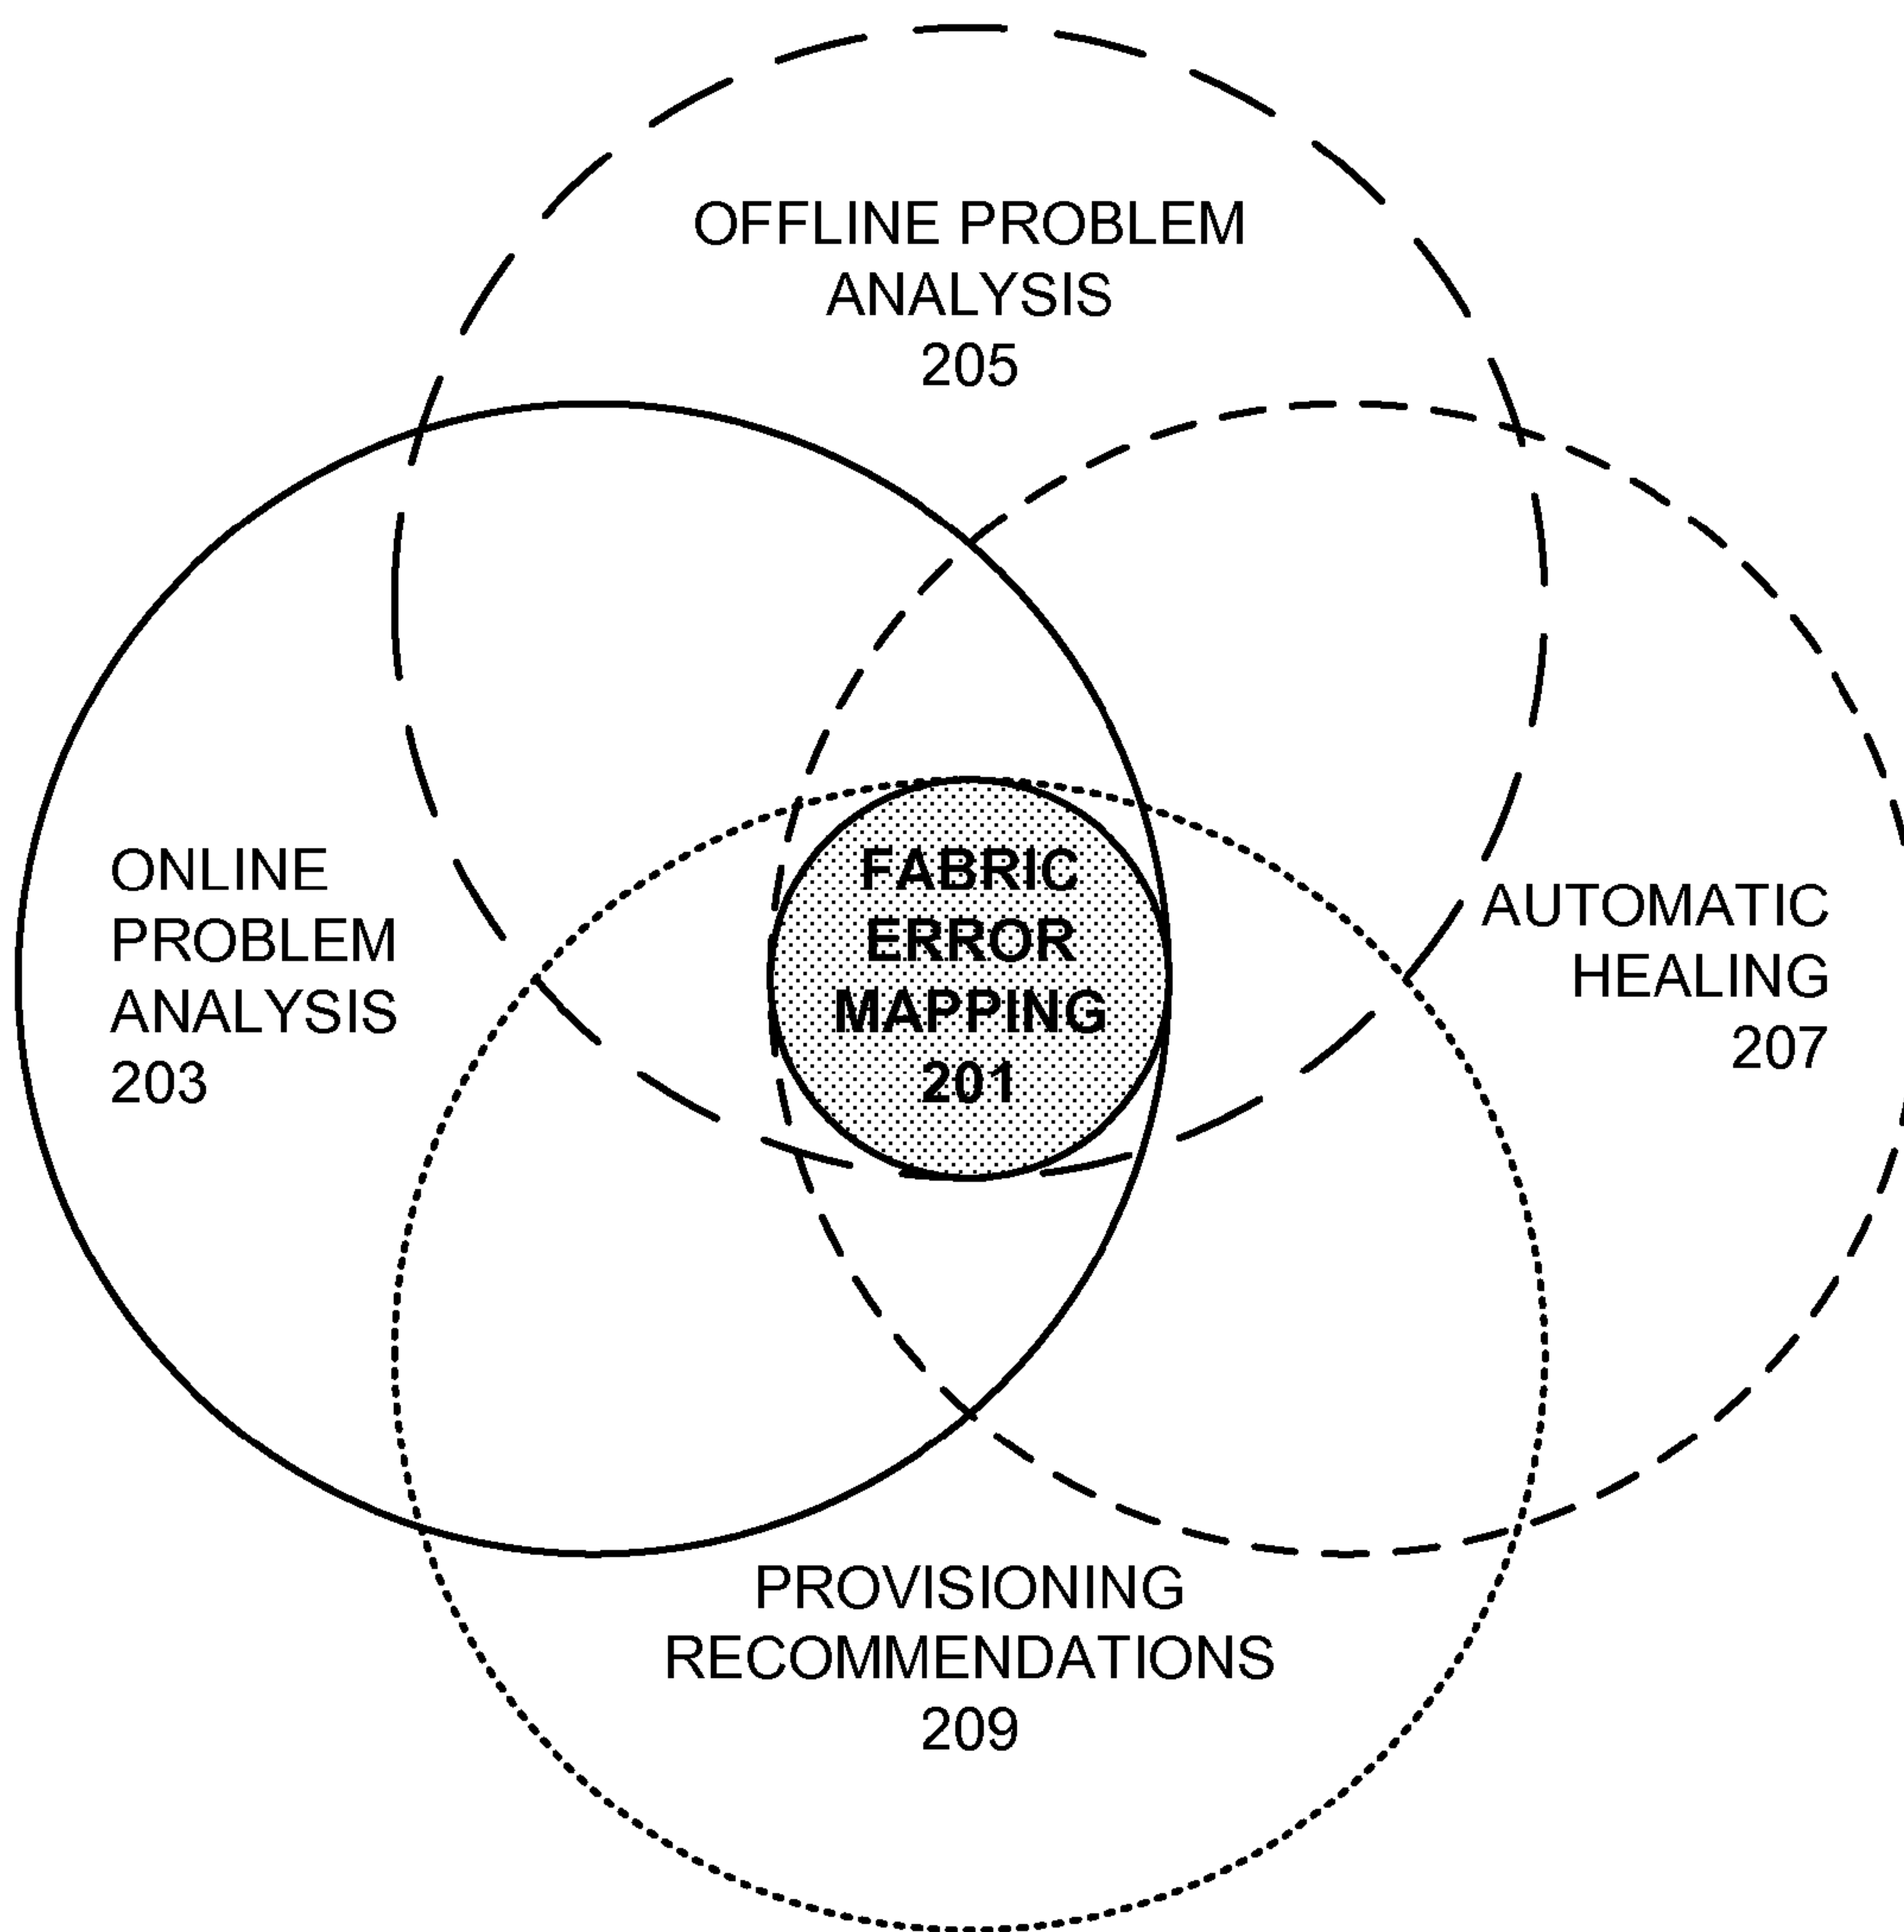 OFFLINE PROBLEM
ANALYSIS
205
ONLINE
PROBLEM
ANALYSIS
203
FABRIC
ERROR
MAPPING
201
AUTOMATIC
HEALING
207
PROVISIONING
RECOMMENDATIONS
209